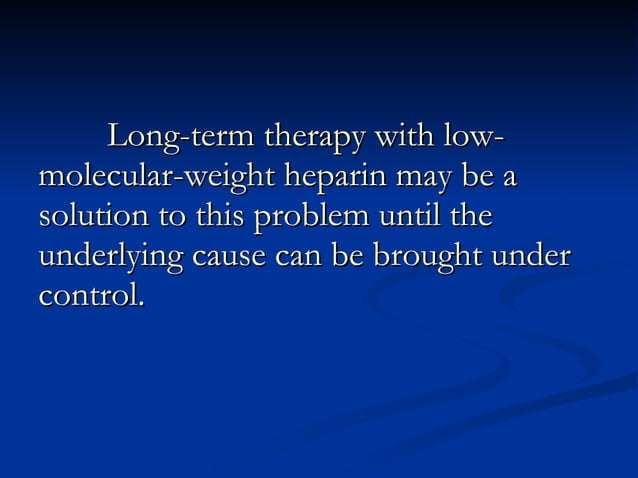 Long-term therapy with low-
molecular-weight heparin may be a
solution to this problem until the
underlying cause can be brought under
control.